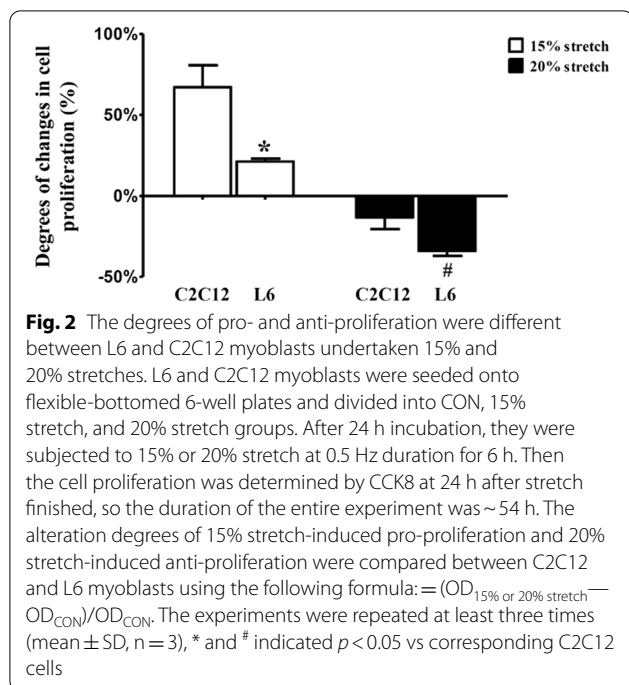 100%
50%
0%
-50%
Degrees of changes in cell
proliferation (%)
15% stretch
20% stretch
*
#
C2C12 L6 C2C12 L6
Fig. 2 The degrees of pro- and anti-proliferation were different
between L6 and C2C12 myoblasts undertaken 15% and
20% stretches. L6 and C2C12 myoblasts were seeded onto
flexible-bottomed 6-well plates and divided into CON, 15%
stretch, and 20% stretch groups. After 24 h incubation, they were
subjected to 15% or 20% stretch at 0.5 Hz duration for 6 h. Then
the cell proliferation was determined by CCK8 at 24 h after stretch
finished, so the duration of the entire experiment was ~ 54 h. The
alteration degrees of 15% stretch-induced pro-proliferation and 20%
stretch-induced anti-proliferation were compared between C2C12
and L6 myoblasts using the following formula: = (OD15% or 20% stretch—
ODCON)/ODCON. The experiments were repeated at least three times
(mean ± SD, n = 3), * and # indicated p < 0.05 vs corresponding C2C12
cells